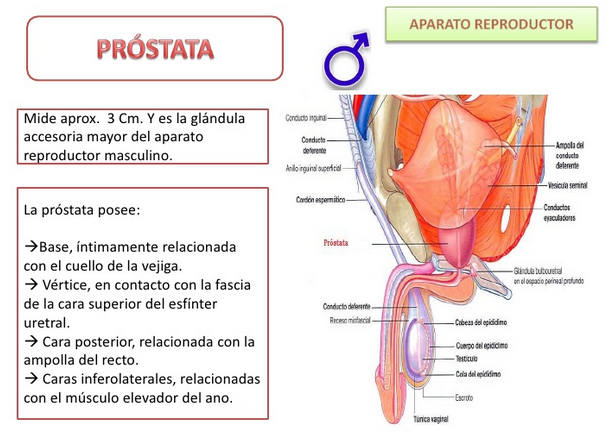 PRÓSTATA
APARATO REPRODUCTOR
Mide aprox. 3 Cm. Y es la glándula
accesoria mayor del aparato
reproductor masculino.
La próstata posee:
→Base, íntimamente relacionada
con el cuello de la vejiga.
→ Vértice, en contacto con la fascia
de la cara superior del esfínter
uretral.
→ Cara posterior, relacionada con la
ampolla del recto.
→ Caras inferolaterales, relacionadas
con el músculo elevador del ano.
Conducto inguinal
Conducto
deferente
Anillo inguinal superficial
Cordón espermático
Próstata
Conducto deferente
Receso miofascial
Ampolla del
conducto
deferente
Vesícula seminal
Conductos
eyaculadores
Glándula bulbouretral
en el espacio perineal profundo
Cabeza del epidídimo
Cuerpo del epidídimo
Testículo
Cola del epidídimo
Escroto
Túnica vaginal